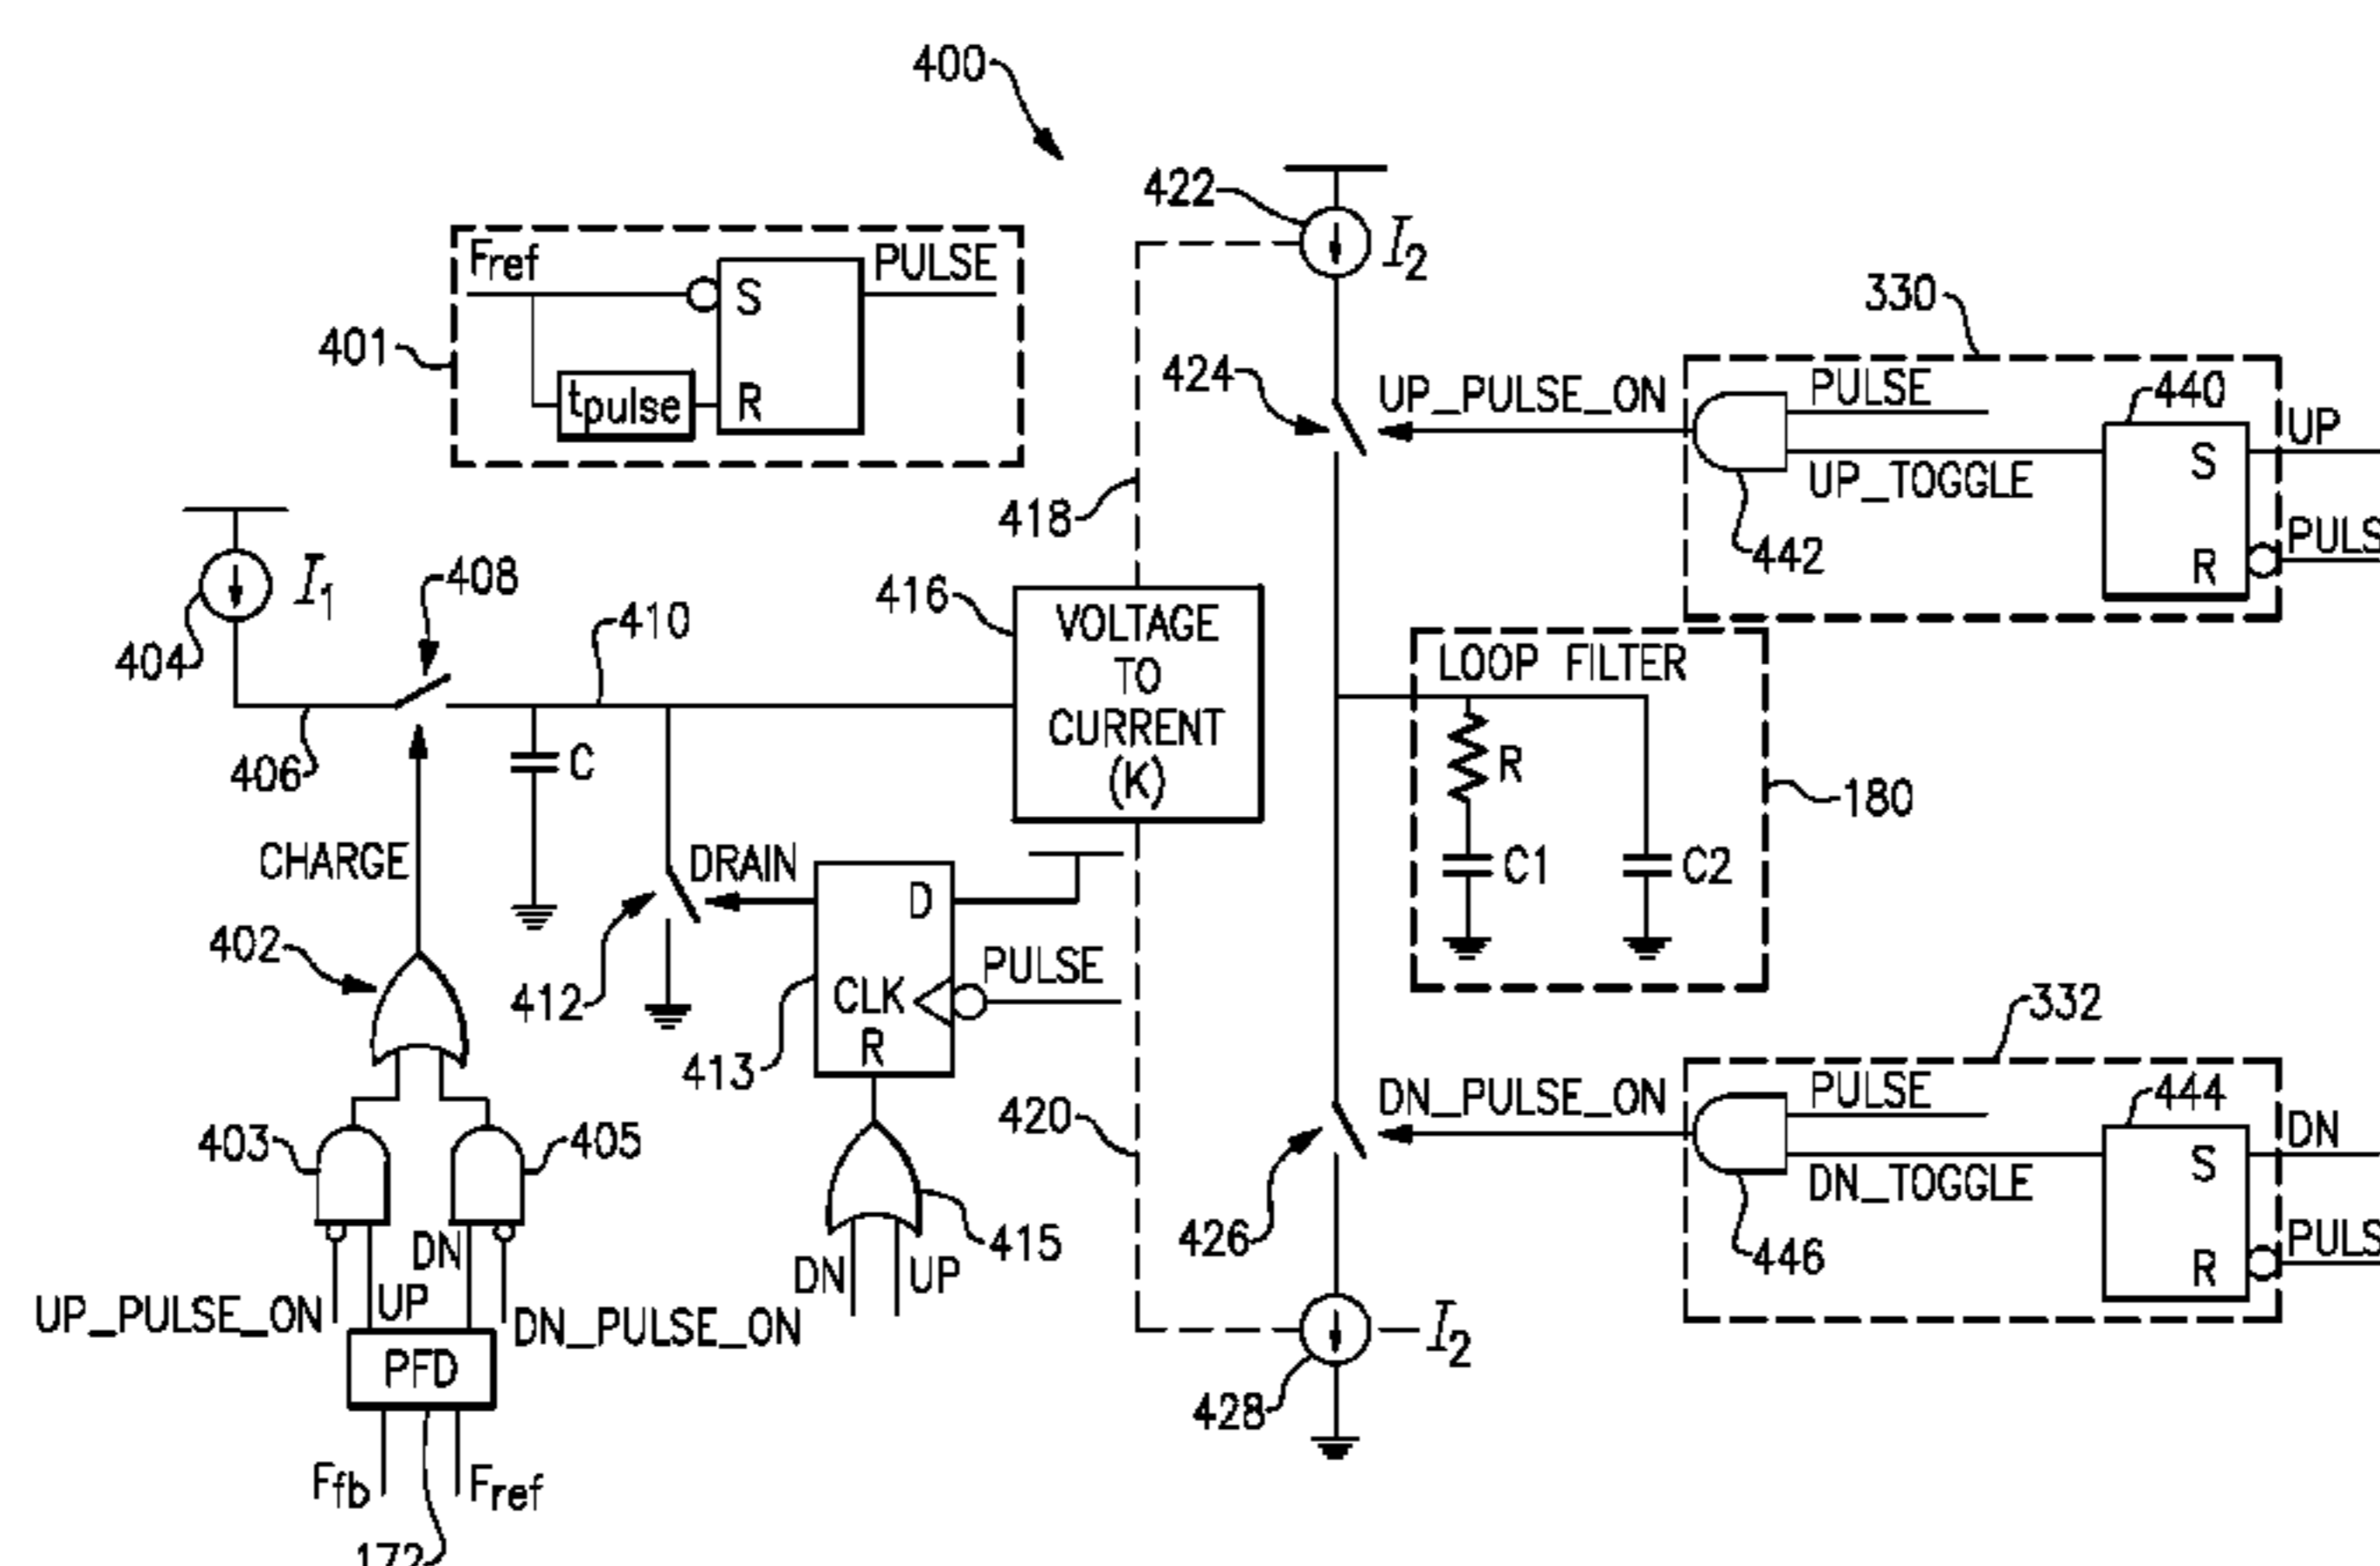 400
422
I2
Fref
PULSE
S
401
tpulse
R
330
424
UP_PULSE_ON
PULSE
440
UP
S
UP_TOGGLE
418
442
R
PULS
I1
408
404
410
416
VOLTAGE
TO
CURRENT
(K)
LOOP FILTER
406
C
R
180
CHARGE
DRAIN
D
C1
C2
402
412
CLK
PULSE
413
R
332
403
405
420
DN_PULSE_ON
PULSE
444
DN
S
DN_TOGGLE
415
426
446
R
PULS
DN
UP_PULSE_ON
UP
DN_PULSE_ON
DN
UP
PFD
I2
428
Ffb
Fref
172